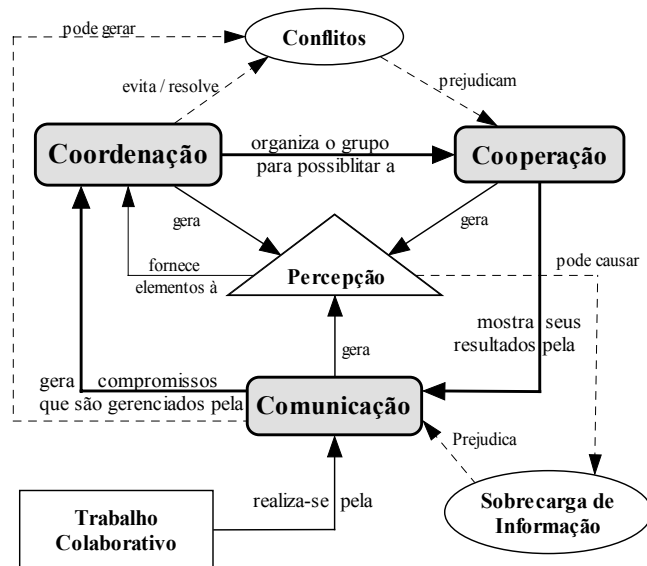 pode gerar
Conflitos
evita / resolve
prejudicam
Coordenação
organiza o grupo
para possiblitar a
Cooperação
gera
gera
fornece
elementos à
Percepção
pode causar
mostra seus
resultados pela
gera
gera compromissos
que são gerenciados pela
Comunicação
Prejudica
realiza-se pela
Trabalho
Colaborativo
Sobrecarga de
Informação